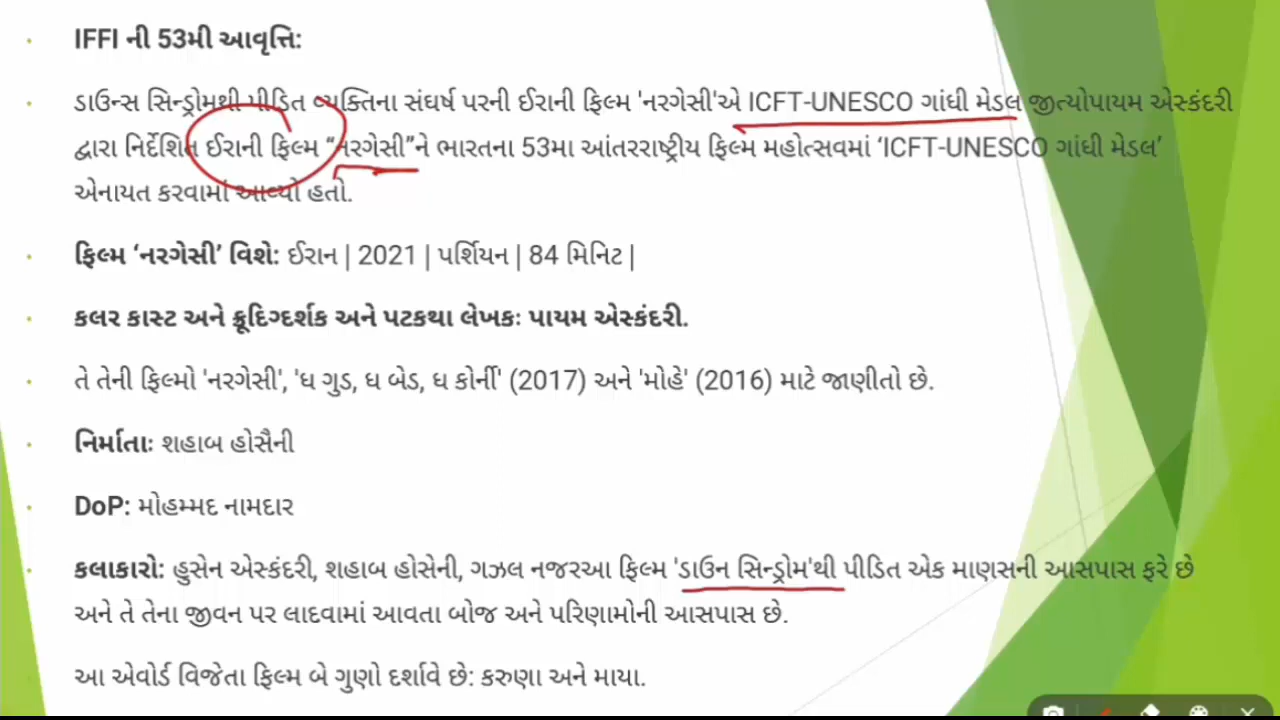 IFFI ની 53મી આવૃત્તિ:
ડાઉન્સ સિન્ડ્રોમથી પીડિત વ્યક્તિના સંઘર્ષ પરની ઈરાની ફિલ્મ 'નરગેસી'એ ICFT-UNESCO ગાંધી મેડલ જીત્યોપાયમ એસ્કંદરી
દ્વારા નિર્દેશિત ઈરાની ફિલ્મ “નરગેસી”ને ભારતના 53મા આંતરરાષ્ટ્રીય ફિલ્મ મહોત્સવમાં ‘ICFT-UNESCO ગાંધી મેડલ’
એનાયત કરવામાં આવ્યો હતો.
ફિલ્મ ‘નરગેસી’ વિશે: ઈરાન | 2021 | પર્શિયન | 84 મિનિટ |
કલર કાસ્ટ અને ક્રૂદિગ્દર્શક અને પટકથા લેખકઃ પાયમ એસ્કંદરી.
તે તેની ફિલ્મો 'નરગેસી', 'ધ ગુડ, ધ બેડ, ધ કોર્ની' (2017) અને 'મોહે' (2016) માટે જાણીતો છે.
નિર્માતાઃ શહાબ હોસૈની
DoP: મોહમ્મદ નામદાર
કલાકારો: હુસેન એસ્કંદરી, શહાબ હોસેની, ગઝલ નજરઆ ફિલ્મ 'ડાઉન સિન્ડ્રોમ'થી પીડિત એક માણસની આસપાસ ફરે છે
અને તે તેના જીવન પર લાદવામાં આવતા બોજ અને પરિણામોની આસપાસ છે.
આ એવોર્ડ વિજેતા ફિલ્મ બે ગુણો દર્શાવે છે: કરુણા અને માયા.